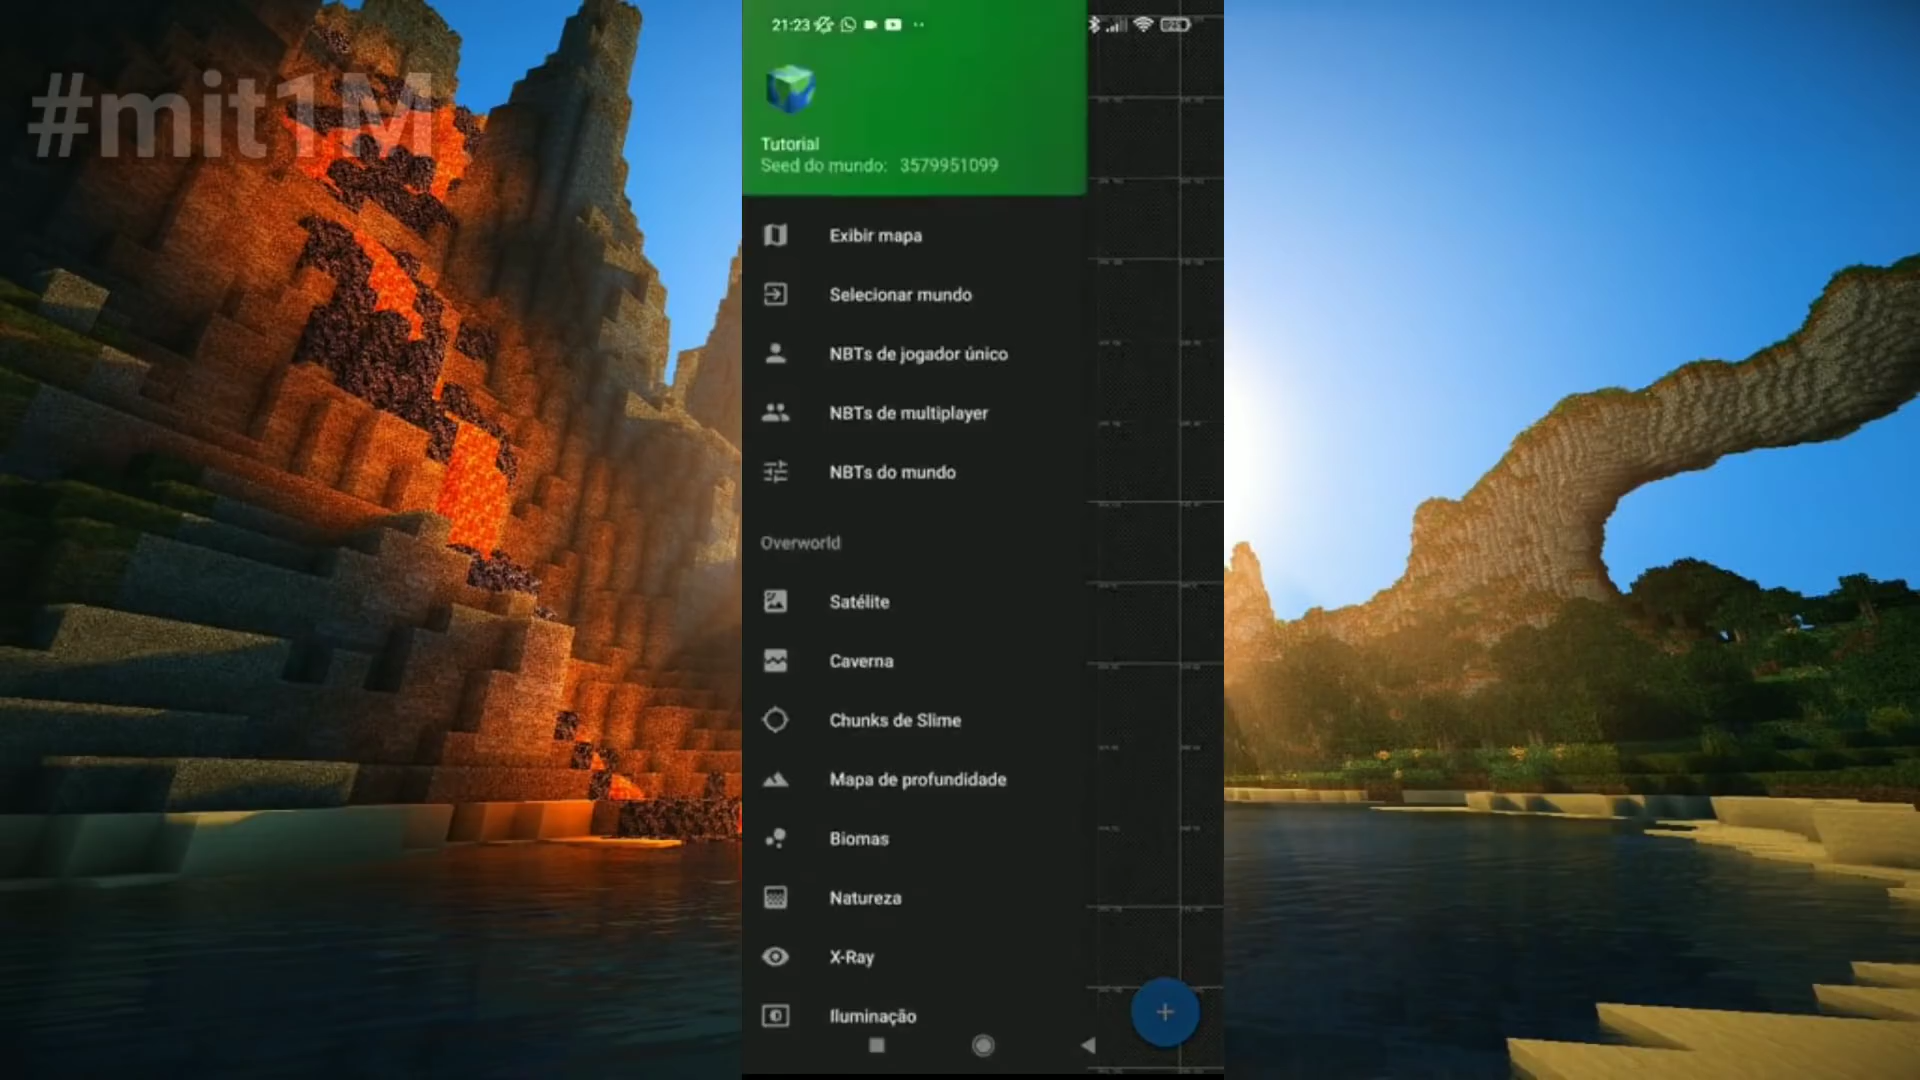 #mit1M
21:23
Tutorial
Seed do mundo: 3579951099
Exibir mapa
Selecionar mundo
NBTs de jogador único
NBTs de multiplayer
NBTs do mundo
Overworld
Satélite
Caverna
Chunks de Slime
Mapa de profundidade
Biomas
Natureza
X-Ray
Iluminação